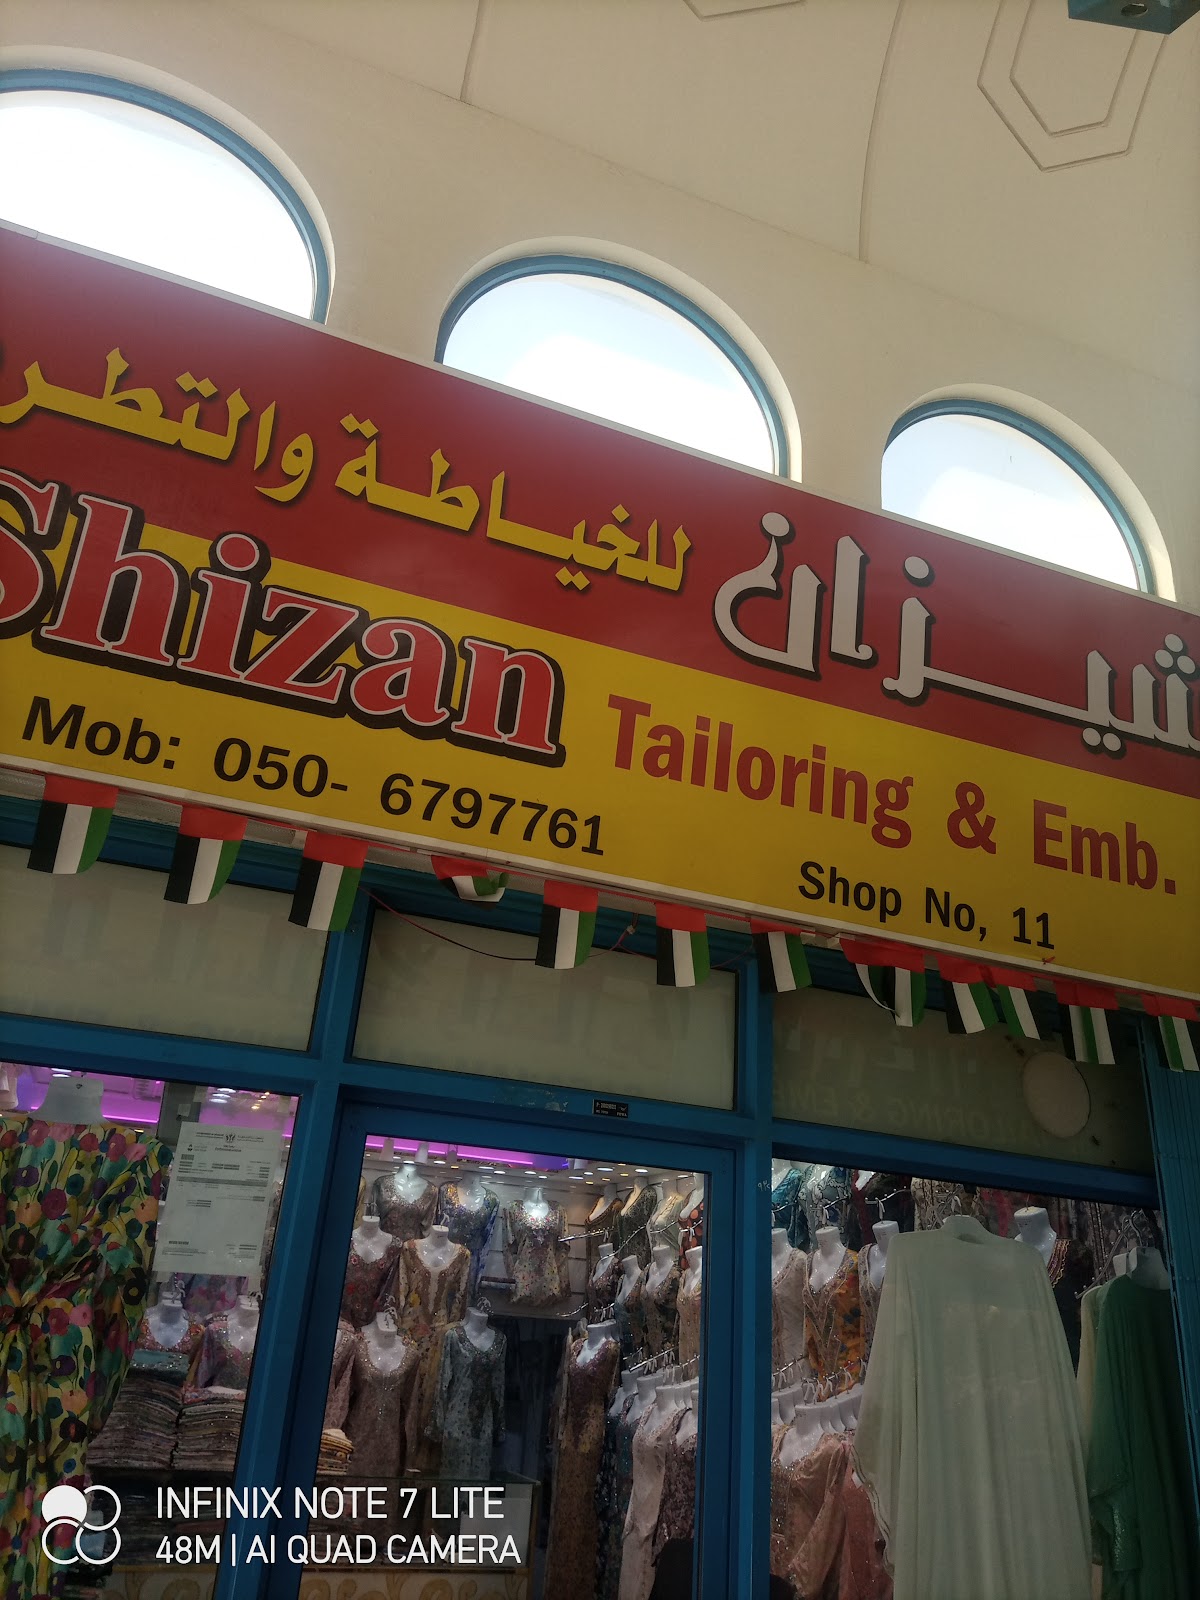 شيزان للخياطة والتطر
Shizan Tailoring & Emb.
Mob: 050- 6797761
Shop No, 11
INFINIX NOTE 7 LITE
48M | AI QUAD CAMERA